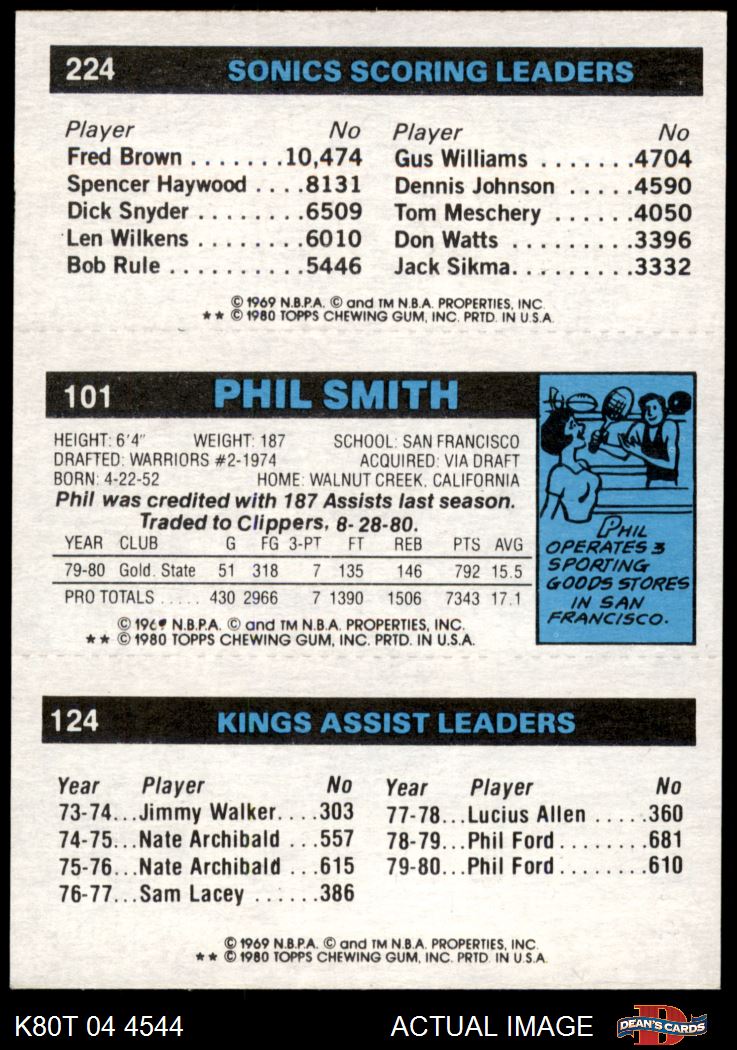 224 SONICS SCORING LEADERS
Player No Player No
Fred Brown . . . . . . .10,474 Gus Williams . . . . . . .4704
Spencer Haywood . . . .8131 Dennis Johnson . . . . .4590
Dick Snyder . . . . . . . .6509 Tom Meschery . . . . . .4050
Len Wilkens . . . . . . . .6010 Don Watts . . . . . . . . .3396
Bob Rule . . . . . . . . . .5446 Jack Sikma. . . . . . . . .3332
© 1969 N.B.P.A. © and TM N.B.A. PROPERTIES, INC.
★★ © 1980 TOPPS CHEWING GUM, INC. PRTD. IN U.S.A.
101 PHIL SMITH
HEIGHT: 6'4" WEIGHT: 187 SCHOOL: SAN FRANCISCO
DRAFTED: WARRIORS #2-1974 ACQUIRED: VIA DRAFT
BORN: 4-22-52 HOME: WALNUT CREEK, CALIFORNIA
Phil was credited with 187 Assists last season.
Traded to Clippers, 8-28-80.
YEAR CLUB G FG 3-PT FT REB PTS AVG
79-80 Gold. State 51 318 7 135 146 792 15.5
PRO TOTALS . . . . . 430 2966 7 1390 1506 7343 17.1
© 1969 N.B.P.A. © and TM N.B.A. PROPERTIES, INC.
★★ © 1980 TOPPS CHEWING GUM, INC. PRTD. IN U.S.A.
PHIL
OPERATES 3
SPORTING
GOODS STORES
IN SAN
FRANCISCO.
124 KINGS ASSIST LEADERS
Year Player No Year Player No
73-74...Jimmy Walker. . . .303 77-78...Lucius Allen . . . . .360
74-75...Nate Archibald . . .557 78-79...Phil Ford . . . . . . . .681
75-76...Nate Archibald . . .615 79-80...Phil Ford . . . . . . . .610
76-77...Sam Lacey . . . . . .386
© 1969 N.B.P.A. © and TM N.B.A. PROPERTIES, INC.
★★ © 1980 TOPPS CHEWING GUM, INC. PRTD. IN U.S.A.
K80T 04 4544 ACTUAL IMAGE D DEAN'S CARDS